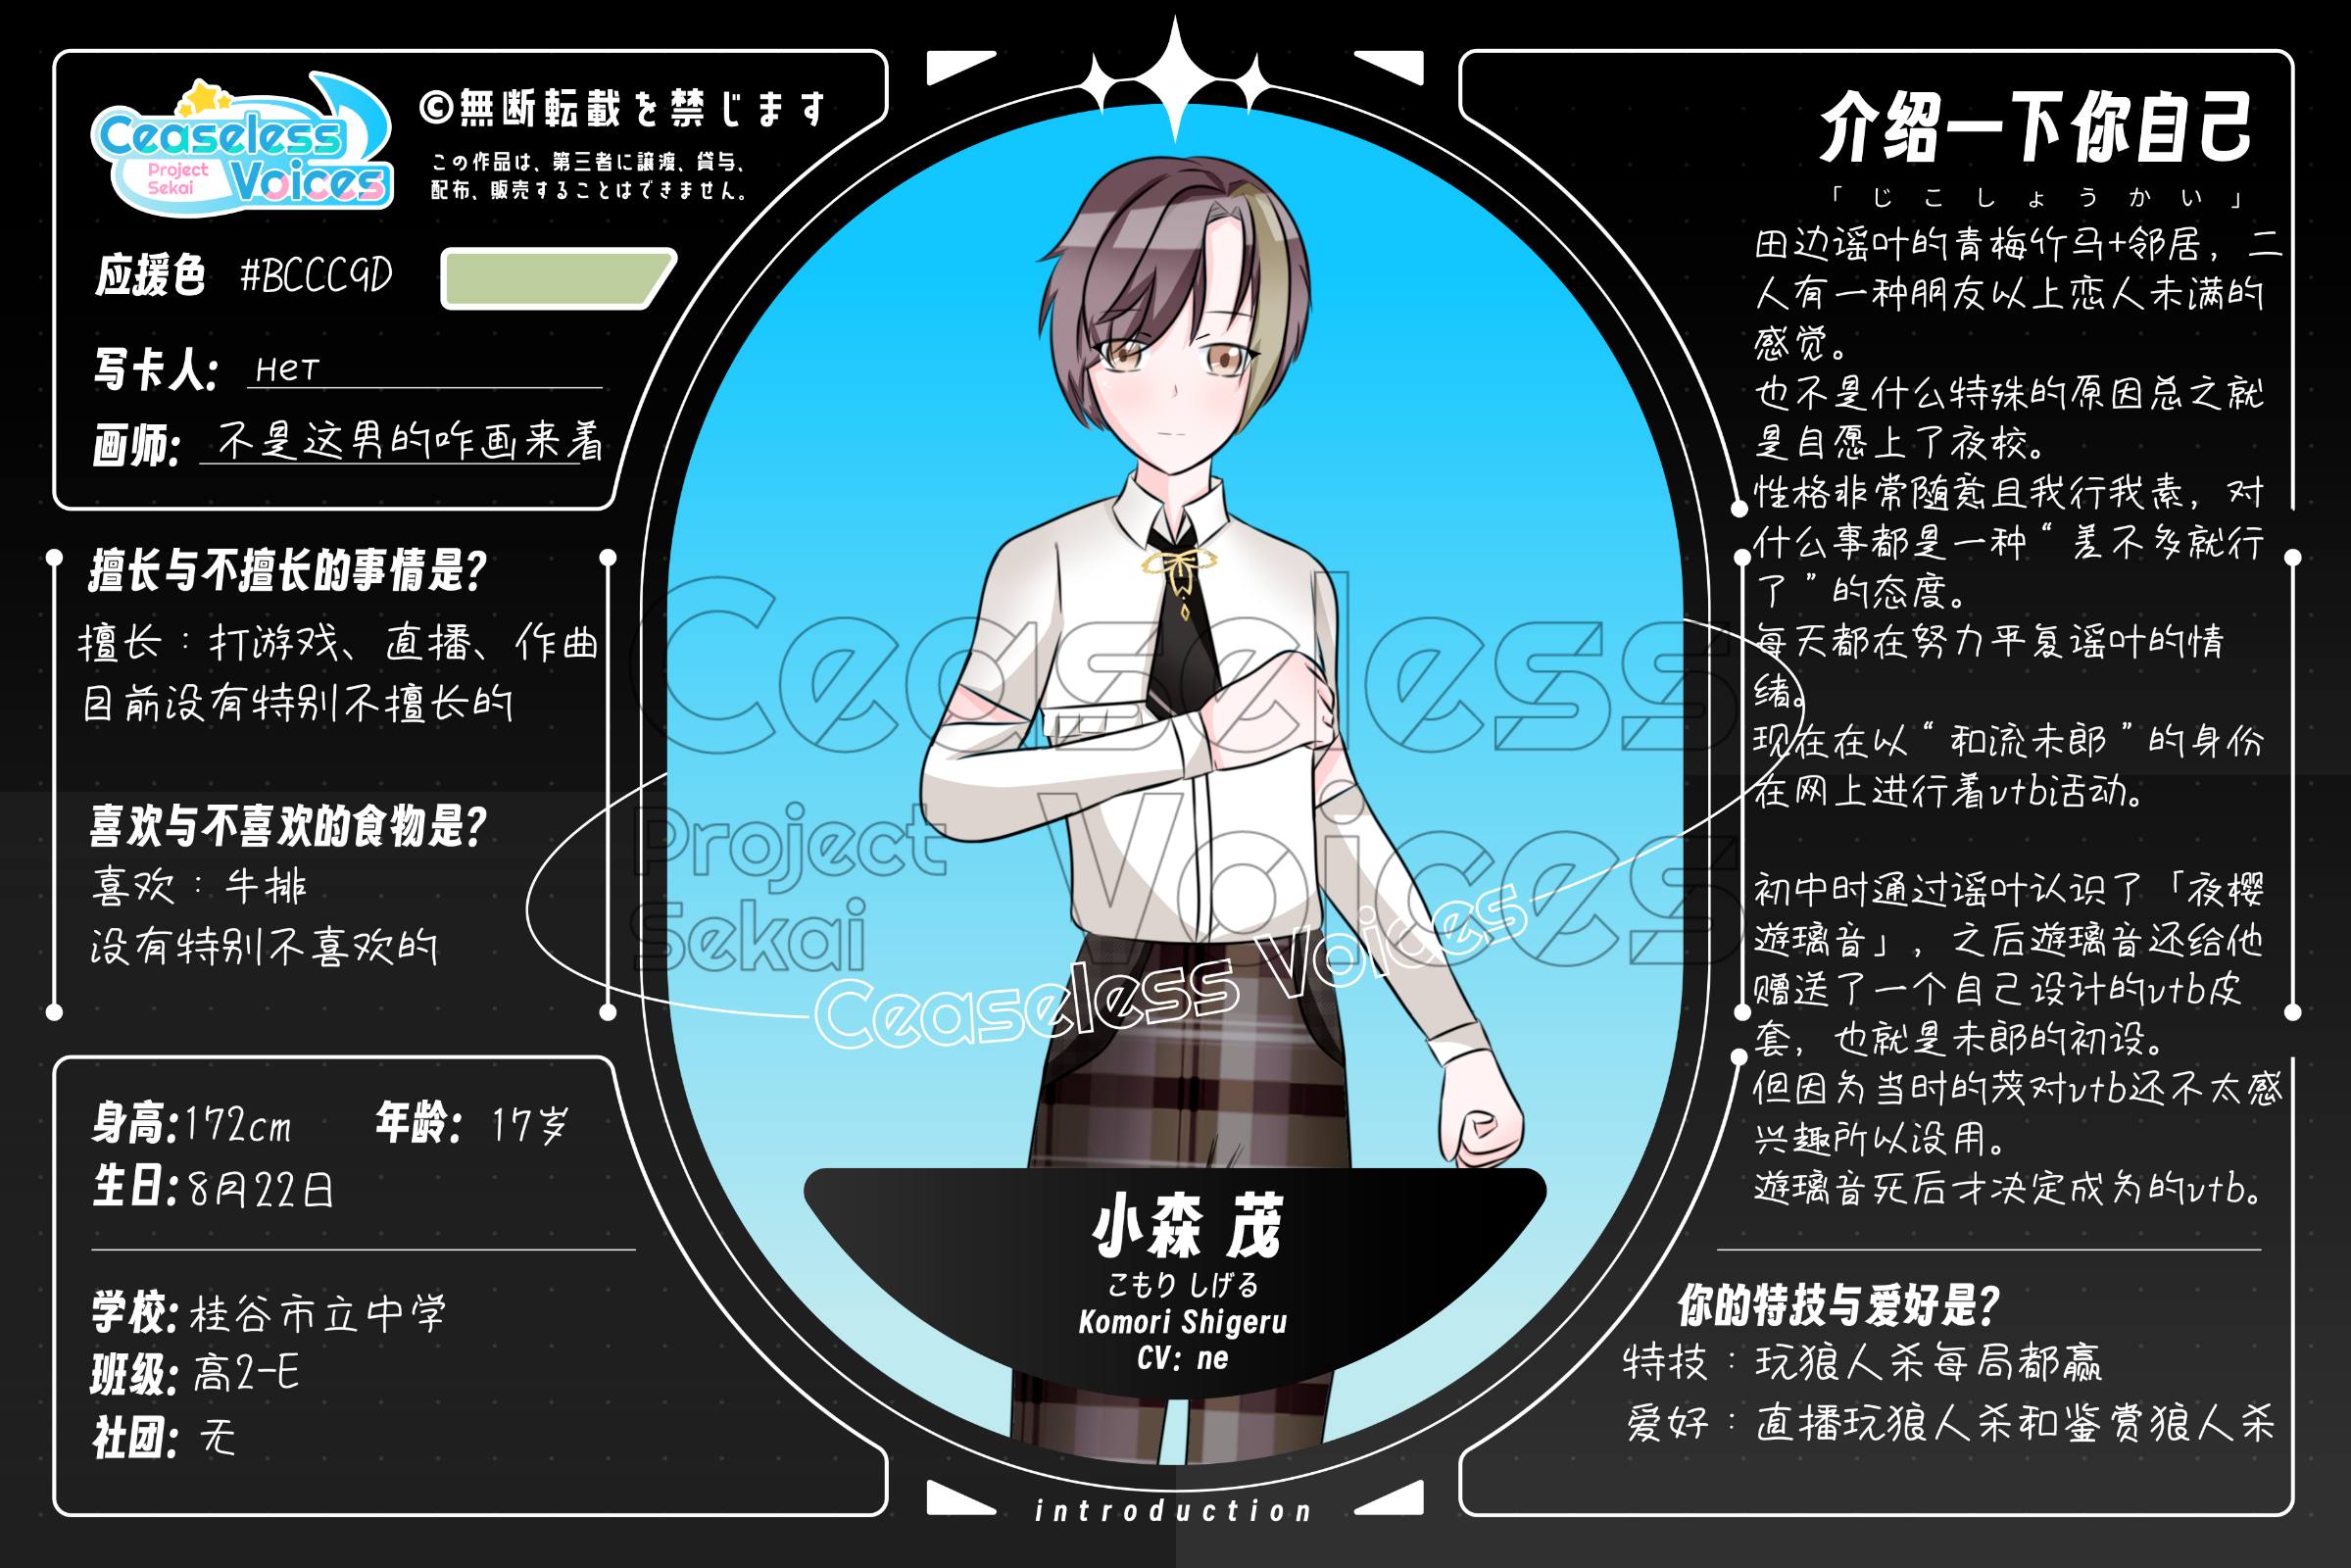 Ceaseless
Project
Sekai
Voices
©無断転載を禁じます
この作品は、第三者に譲渡、貸与、
配布、販売することはできません。
应援色 #BCCC9D
写卡人: Нет
画师: 不是这男的咋画来着
擅长与不擅长的事情是?
擅长：打游戏、直播、作曲
目前没有特别不擅长的
喜欢与不喜欢的食物是?
喜欢：牛排
没有特别不喜欢的
身高:172cm 年龄: 17岁
生日:8月22日
学校:桂谷市立中学
班级:高2-E
社团:无
Ceaseless
Project
Sekai
Voices
Ceaseless Voices
小森 茂
こもり しげる
Komori Shigeru
CV: ne
introduction
介绍一下你自己
「じこしょうかい」
田边谣叶的青梅竹马+邻居，二
人有一种朋友以上恋人未满的
感觉。
也不是什么特殊的原因总之就
是自愿上了夜校。
性格非常随意且我行我素，对
什么事都是一种“差不多就行
了”的态度。
每天都在努力平复谣叶的情
绪。
现在在以“和流未郎”的身份
在网上进行着vtbi活动。
初中时通过谣叶认识了「夜樱
遊璃音」，之后遊璃音还给他
赠送了一个自己设计的vtb皮
套，也就是未郎的初设。
但因为当时的茂对vtb还不太感
兴趣所以没用。
遊璃音死后才决定成为的vtb。
你的特技与爱好是?
特技：玩狼人杀每局都赢
爱好：直播玩狼人杀和鉴赏狼人杀